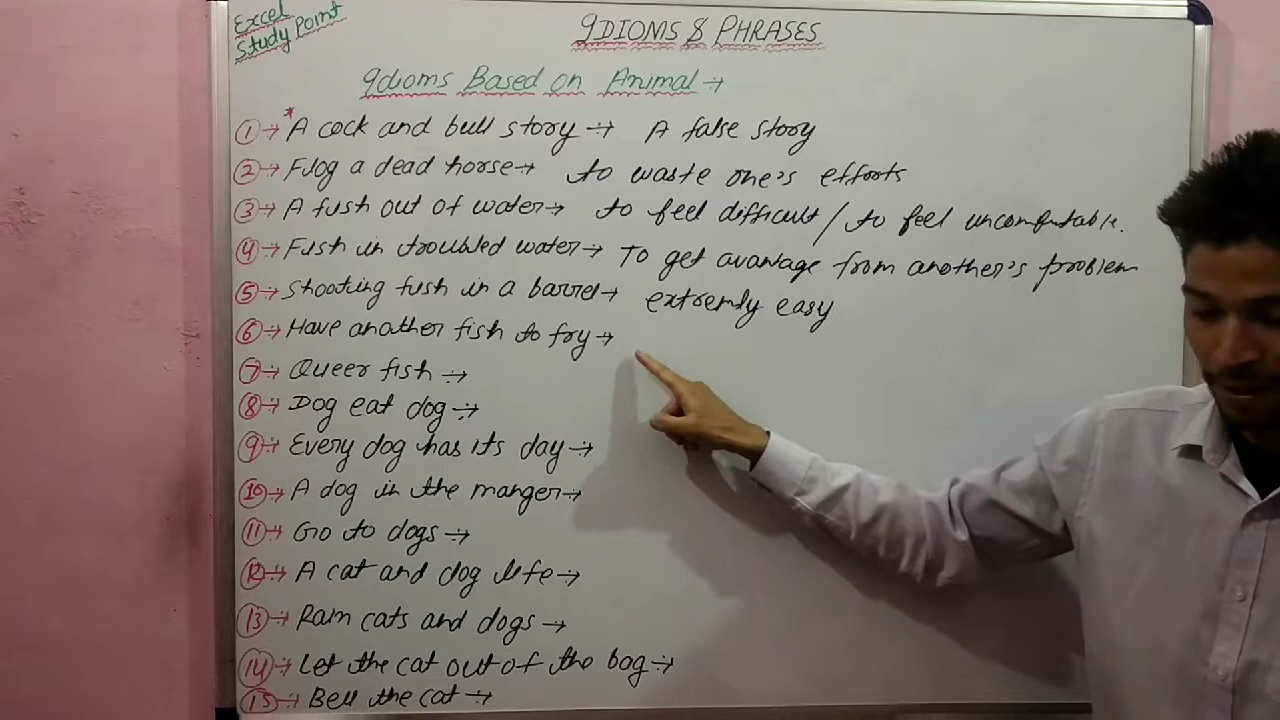 Excel
Study Point
IDIOMS & PHRASES
Idioms Based on Animal →
① → *A cock and bull story → A false story
② → Flog a dead horse → to waste one's efforts
③ → A fish out of water → to feel difficult / to feel uncomfortable.
④ → Fish in troubled water → To get avantage from another's problem
⑤ → Shooting fish in a barrel → extremly easy
⑥ → Have another fish to fry →
⑦ → Queer fish →
⑧ → Dog eat dog →
⑨ → Every dog has its day →
⑩ → A dog in the manger →
⑪ → Go to dogs →
⑫ → A cat and dog life →
⑬ → Rain cats and dogs →
⑭ → Let the cat out of the bag →
⑮ → Bell the cat →